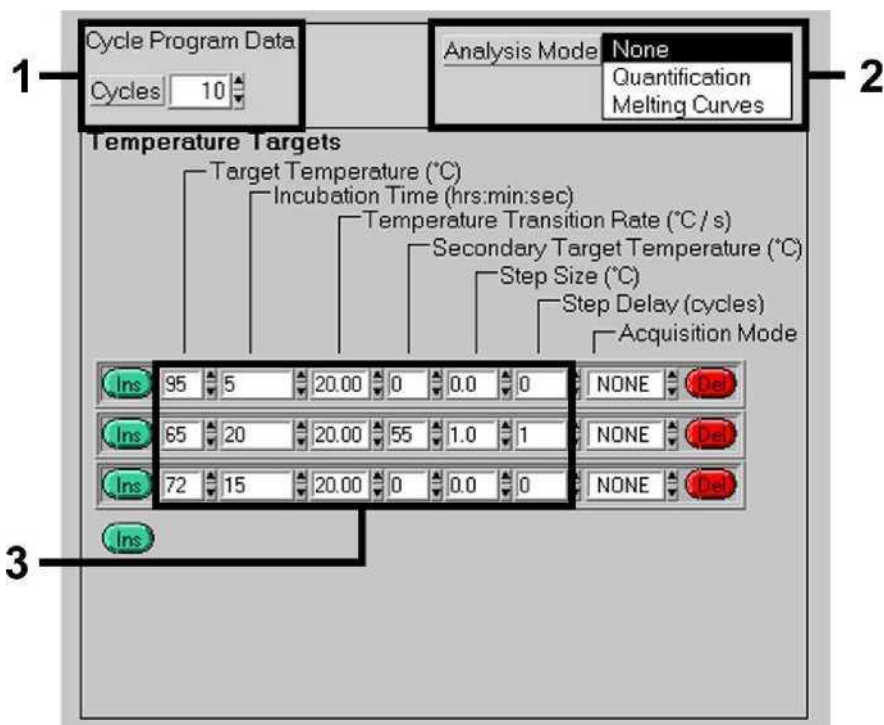 Cycle Program Data
1
Cycles 10
Analysis Mode None
Quantification
Melting Curves
2
Temperature Targets
Target Temperature (°C)
Incubation Time (hrs:min:sec)
Temperature Transition Rate (°C / s)
Secondary Target Temperature (°C)
Step Size (°C)
Step Delay (cycles)
Acquisition Mode
Ins 95 5 20.00 0 0.0 0 NONE Del
Ins 65 20 20.00 55 1.0 1 NONE Del
Ins 72 15 20.00 0 0.0 0 NONE Del
Ins
3